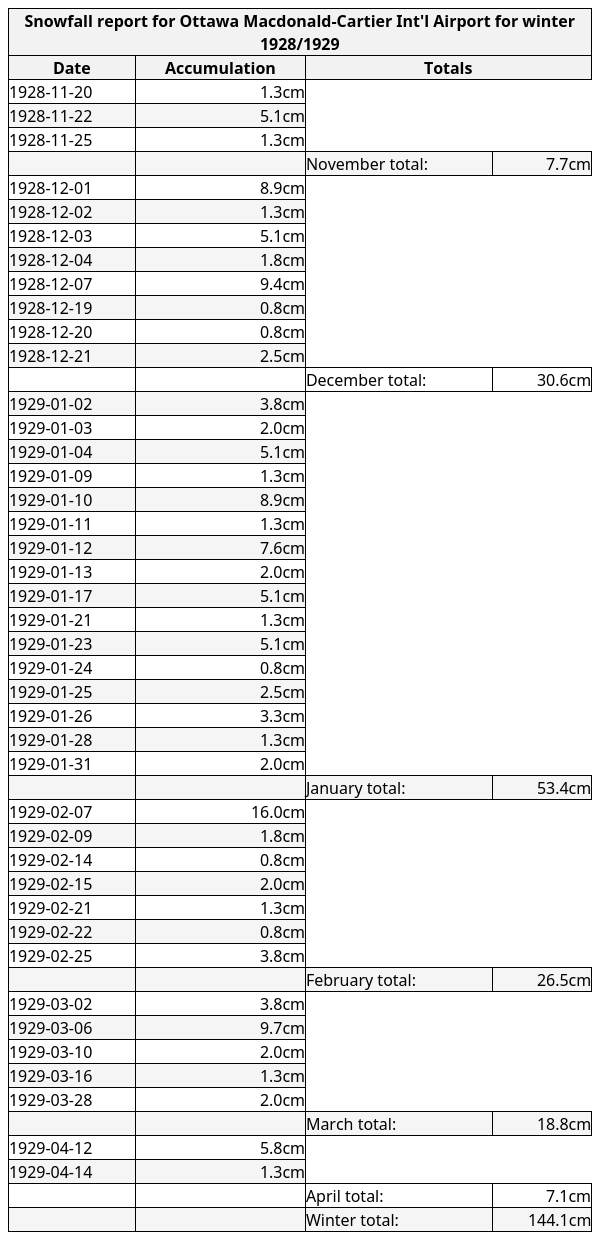 Snowfall report for Ottawa Macdonald-Cartier Int'l Airport for winter
1928/1929
Date Accumulation Totals
1928-11-20 1.3cm
1928-11-22 5.1cm
1928-11-25 1.3cm
November total: 7.7cm
1928-12-01 8.9cm
1928-12-02 1.3cm
1928-12-03 5.1cm
1928-12-04 1.8cm
1928-12-07 9.4cm
1928-12-19 0.8cm
1928-12-20 0.8cm
1928-12-21 2.5cm
December total: 30.6cm
1929-01-02 3.8cm
1929-01-03 2.0cm
1929-01-04 5.1cm
1929-01-09 1.3cm
1929-01-10 8.9cm
1929-01-11 1.3cm
1929-01-12 7.6cm
1929-01-13 2.0cm
1929-01-17 5.1cm
1929-01-21 1.3cm
1929-01-23 5.1cm
1929-01-24 0.8cm
1929-01-25 2.5cm
1929-01-26 3.3cm
1929-01-28 1.3cm
1929-01-31 2.0cm
January total: 53.4cm
1929-02-07 16.0cm
1929-02-09 1.8cm
1929-02-14 0.8cm
1929-02-15 2.0cm
1929-02-21 1.3cm
1929-02-22 0.8cm
1929-02-25 3.8cm
February total: 26.5cm
1929-03-02 3.8cm
1929-03-06 9.7cm
1929-03-10 2.0cm
1929-03-16 1.3cm
1929-03-28 2.0cm
March total: 18.8cm
1929-04-12 5.8cm
1929-04-14 1.3cm
April total: 7.1cm
Winter total: 144.1cm